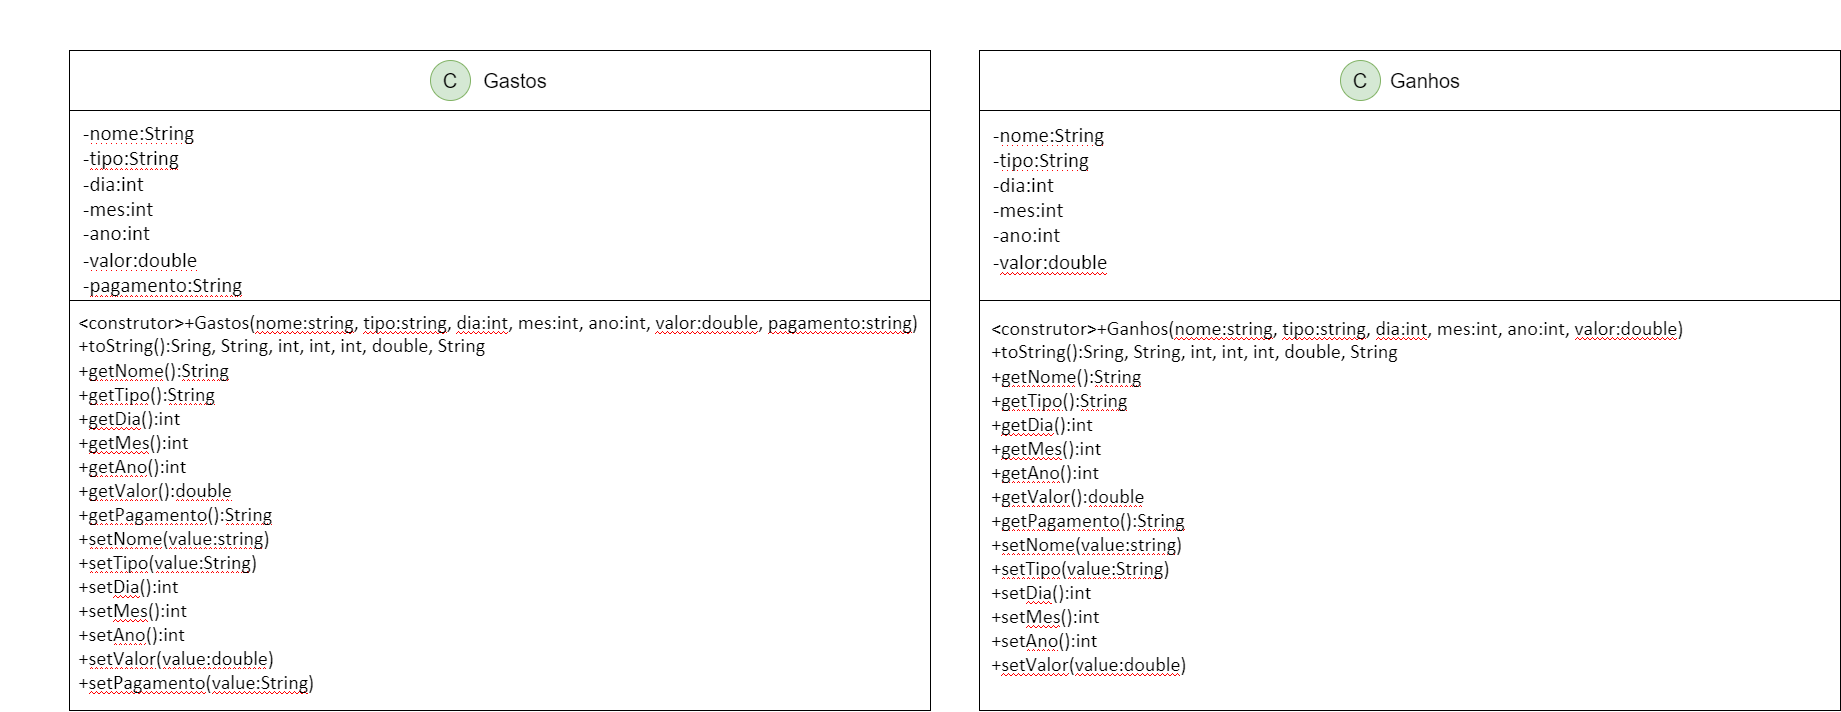 C Gastos
-nome:String
-tipo:String
-dia:int
-mes:int
-ano:int
-valor:double
-pagamento:String
<construtor>+Gastos(nome:string, tipo:string, dia:int, mes:int, ano:int, valor:double, pagamento:string)
+toString():Sring, String, int, int, int, double, String
+getNome():String
+getTipo():String
+getDia():int
+getMes():int
+getAno():int
+getValor():double
+getPagamento():String
+setNome(value:string)
+setTipo(value:String)
+setDia():int
+setMes():int
+setAno():int
+setValor(value:double)
+setPagamento(value:String)
C Ganhos
-nome:String
-tipo:String
-dia:int
-mes:int
-ano:int
-valor:double
<construtor>+Ganhos(nome:string, tipo:string, dia:int, mes:int, ano:int, valor:double)
+toString():Sring, String, int, int, int, double, String
+getNome():String
+getTipo():String
+getDia():int
+getMes():int
+getAno():int
+getValor():double
+getPagamento():String
+setNome(value:string)
+setTipo(value:String)
+setDia():int
+setMes():int
+setAno():int
+setValor(value:double)